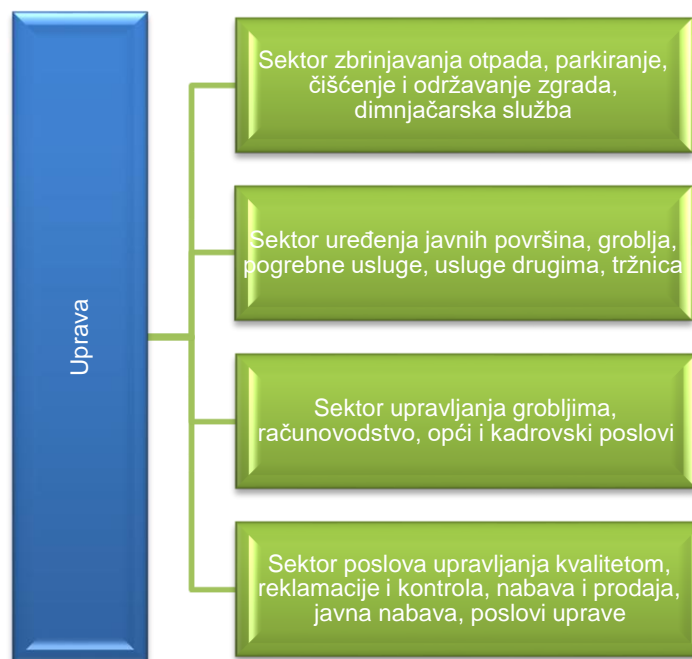 Uprava
Sektor zbrinjavanja otpada, parkiranje,
čišćenje i održavanje zgrada,
dimnjačarska služba
Sektor uređenja javnih površina, groblja,
pogrebne usluge, usluge drugima, tržnica
Sektor upravljanja grobljima,
računovodstvo, opći i kadrovski poslovi
Sektor poslova upravljanja kvalitetom,
reklamacije i kontrola, nabava i prodaja,
javna nabava, poslovi uprave